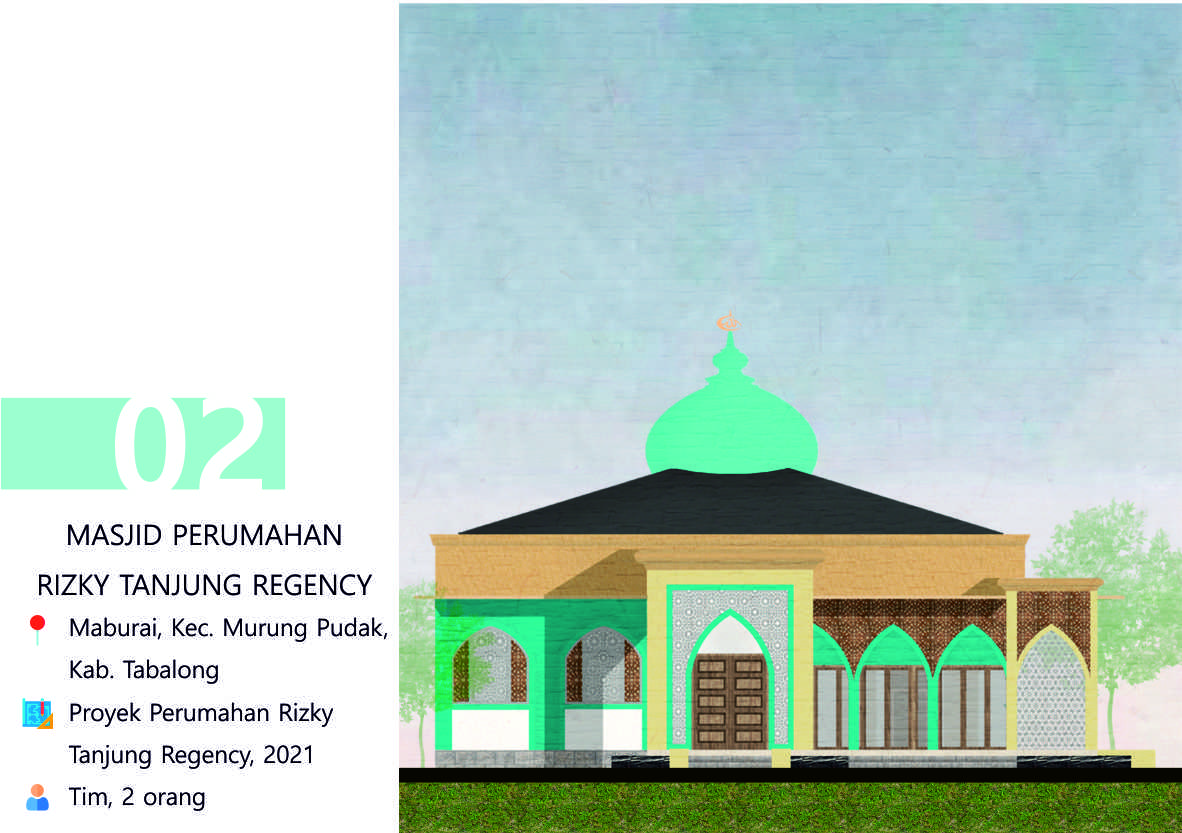 02
MASJID PERUMAHAN
RIZKY TANJUNG REGENCY
Maburai, Kec. Murung Pudak,
Kab. Tabalong
Proyek Perumahan Rizky
Tanjung Regency, 2021
Tim, 2 orang